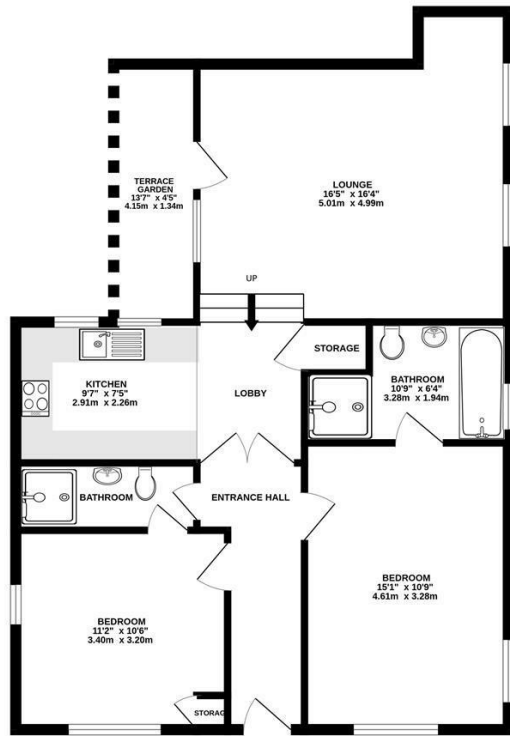 TERRACE
GARDEN
13'7" x 4'5"
4.15m x 1.34m
LOUNGE
16'5" x 16'4"
5.01m x 4.99m
UP
KITCHEN
9'7" x 7'5"
2.91m x 2.26m
LOBBY
STORAGE
BATHROOM
10'9" x 6'4"
3.28m x 1.94m
BATHROOM
ENTRANCE HALL
BEDROOM
15'1" x 10'9"
4.61m x 3.28m
BEDROOM
11'2" x 10'6"
3.40m x 3.20m
STORAG